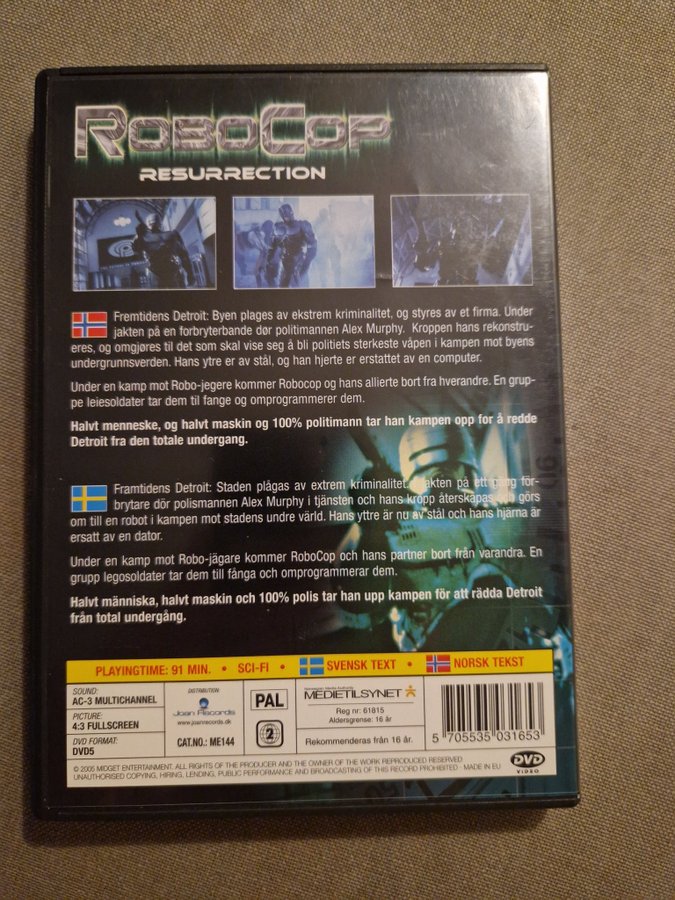 ROBOCOP
RESURRECTION
Fremtidens Detroit: Byen plages av ekstrem kriminalitet, og styres av et firma. Under
jakten på en forbryterbande dør politimannen Alex Murphy. Kroppen hans rekonstru-
eres, og omgjøres til det som skal vise seg å bli politiets sterkeste våpen i kampen mot byens
undergrunnsverden. Hans ytre er av stål, og han hjerte er erstattet av en computer.
Under en kamp mot Robo-jegere kommer Robocop og hans allierte bort fra hverandre. En grup-
pe leiesoldater tar dem til fange og omprogrammerer dem.
Halvt menneske, og halvt maskin og 100% politimann tar han kampen opp for å redde
Detroit fra den totale undergang.
Framtidens Detroit: Staden plågas av extrem kriminalitet. I jakten på ett gäng för-
brytare dör polismannen Alex Murphy i tjänsten och hans kropp återskapas och görs
om till en robot i kampen mot stadens undre värld. Hans yttre är nu av stål och hans hjärna är
ersatt av en dator.
Under en kamp mot Robo-jägare kommer RoboCop och hans partner bort från varandra. En
grupp legosoldater tar dem till fånga och omprogrammerar dem.
Halvt människa, halvt maskin och 100% polis tar han upp kampen för att rädda Detroit
från total undergång.
PLAYINGTIME: 91 MIN. • SCI-FI • SVENSK TEXT • NORSK TEKST
SOUND:
AC-3 MULTICHANNEL
PICTURE:
4:3 FULLSCREEN
DVD FORMAT:
DVD5
DISTRIBUTION:
Joan Records
www.joanrecords.dk
CAT.NO.: ME144
PAL
2
Norwegian Media Authority
MEDIETILSYNET
Reg nr: 61815
Aldersgrense: 16 år
Rekommenderas från 16 år.
5 705535 031653
DVD
VIDEO
© 2005 MIDGET ENTERTAINMENT. ALL RIGHTS OF THE PRODUCER AND THE OWNER OF THE WORK REPRODUCED RESERVED
UNAUTHORISED COPYING, HIRING, LENDING, PUBLIC PERFORMANCE AND BROADCASTING OF THIS RECORD PROHIBITED · MADE IN EU